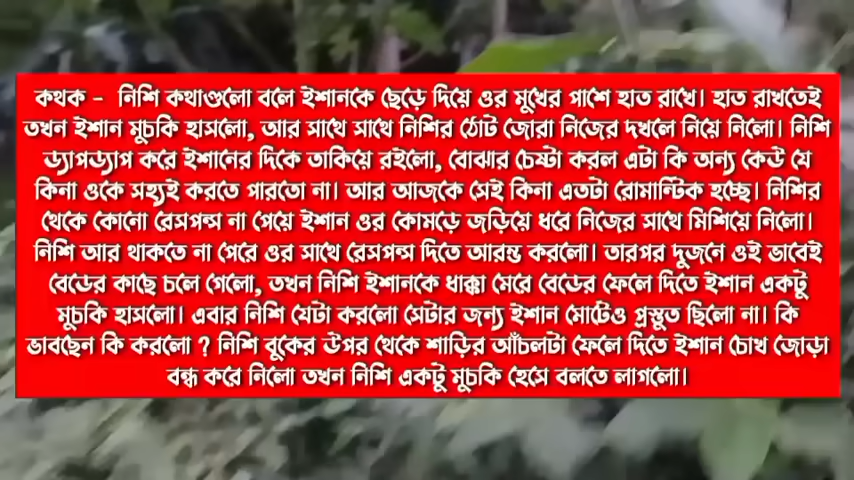 কথক - নিশি কথাগুলো বলে ইশানকে ছেড়ে দিয়ে ওর মুখের পাশে হাত রাখে। হাত রাখতেই
তখন ইশান মুচকি হাসলো, আর সাথে সাথে নিশির ঠোট জোরা নিজের দখলে নিয়ে নিলো। নিশি
ড্যাপড্যাপ করে ইশানের দিকে তাকিয়ে রইলো, বোঝার চেষ্টা করল এটা কি অন্য কেউ যে
কিনা ওকে সহ্যই করতে পারতো না। আর আজকে সেই কিনা এতটা রোমান্টিক হচ্ছে। নিশির
থেকে কোনো রেসপন্স না পেয়ে ইশান ওর কোমড়ে জড়িয়ে ধরে নিজের সাথে মিশিয়ে নিলো।
নিশি আর থাকতে না পেরে ওর সাথে রেসপন্স দিতে আরম্ভ করলো। তারপর দুজনে ওই ভাবেই
বেডের কাছে চলে গেলো, তখন নিশি ইশানকে ধাক্কা মেরে বেডের ফেলে দিতে ইশান একটু
মুচকি হাসলো। এবার নিশি যেটা করলো সেটার জন্য ইশান মোটেও প্রস্তুত ছিলো না। কি
ভাবছেন কি করলো ? নিশি বুকের উপর থেকে শাড়ির আঁচলটা ফেলে দিতে ইশান চোখ জোড়া
বন্ধ করে নিলো তখন নিশি একটু মুচকি হেসে বলতে লাগলো।